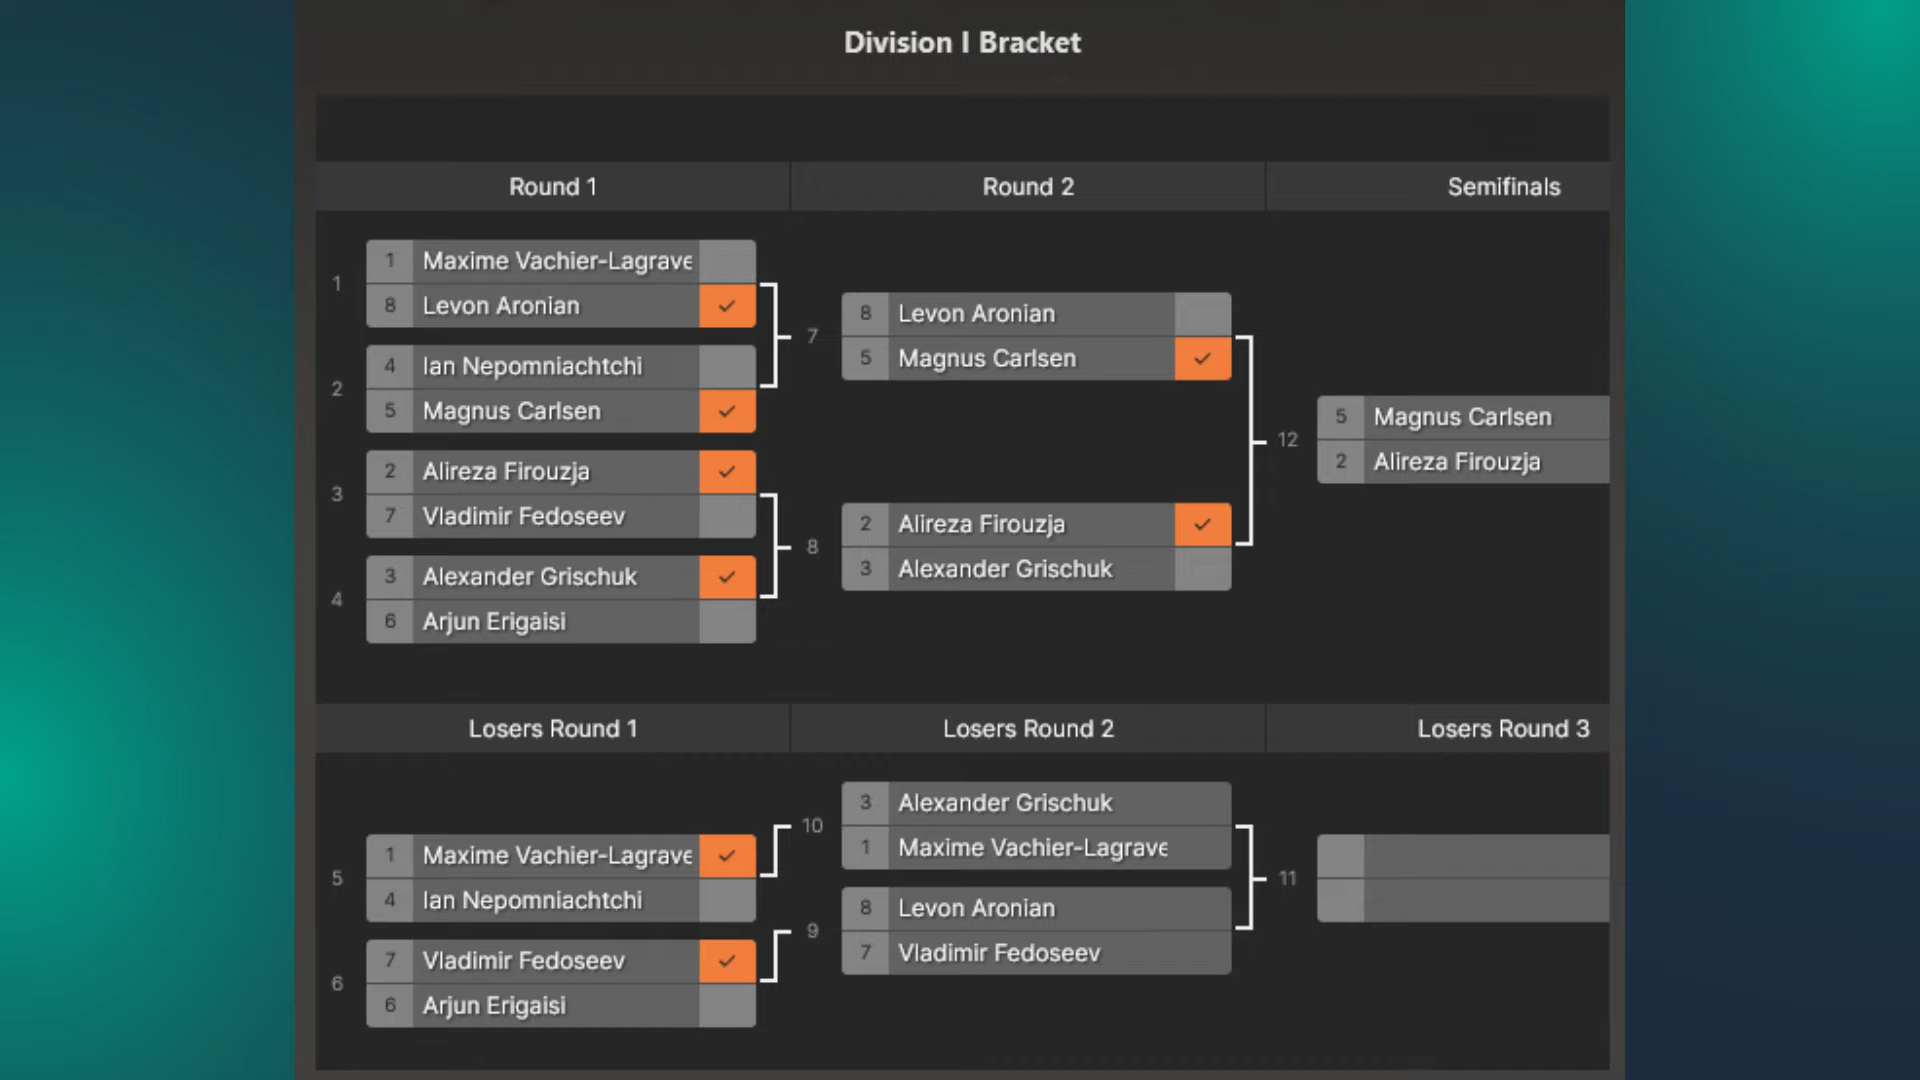 Division I Bracket
Round 1
Round 2
Semifinals
1
1 Maxime Vachier-Lagrave
8 Levon Aronian
2
4 Ian Nepomniachtchi
5 Magnus Carlsen
3
2 Alireza Firouzja
7 Vladimir Fedoseev
4
3 Alexander Grischuk
6 Arjun Erigaisi
7
8 Levon Aronian
5 Magnus Carlsen
8
2 Alireza Firouzja
3 Alexander Grischuk
12
5 Magnus Carlsen
2 Alireza Firouzja
Losers Round 1
Losers Round 2
Losers Round 3
5
1 Maxime Vachier-Lagrave
4 Ian Nepomniachtchi
6
7 Vladimir Fedoseev
6 Arjun Erigaisi
10
3 Alexander Grischuk
1 Maxime Vachier-Lagrave
9
8 Levon Aronian
7 Vladimir Fedoseev
11